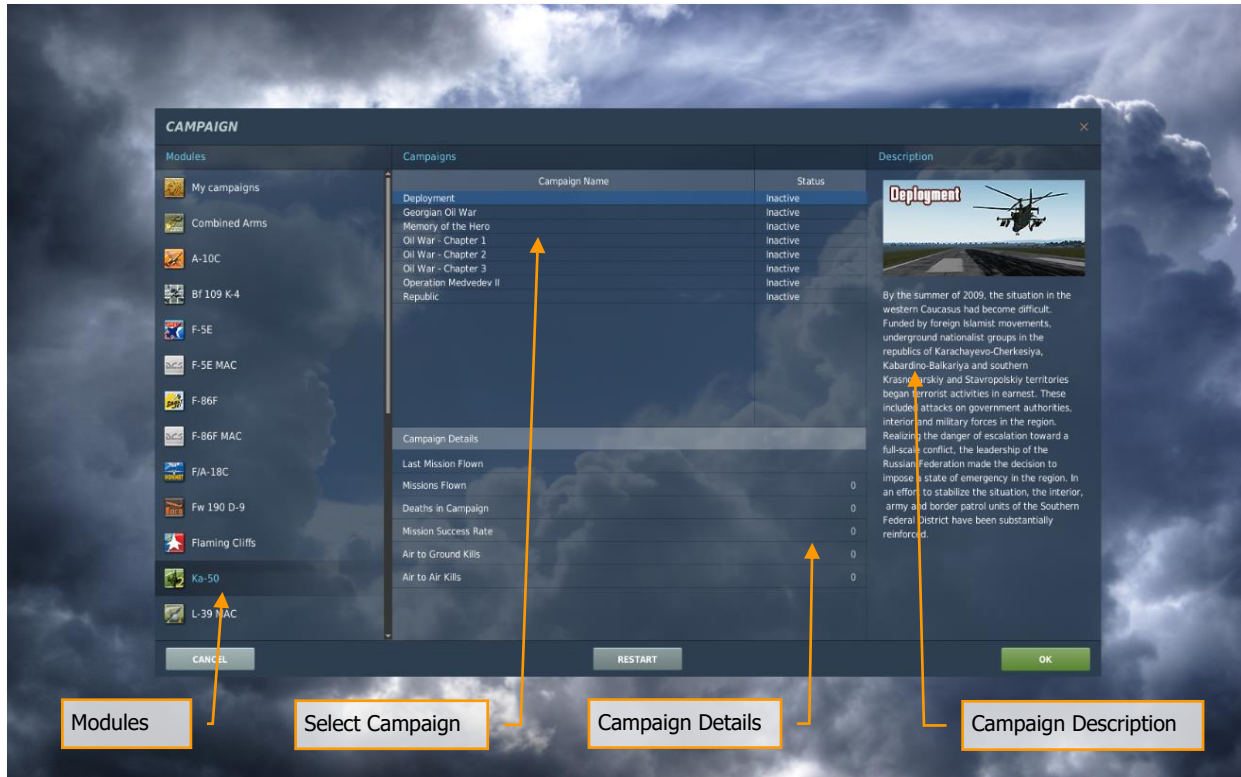 CAMPAIGN
×
Modules
Campaigns
Description
My campaigns
Combined Arms
A-10C
Bf 109 K-4
F-5E
F-5E MAC
F-86F
F-86F MAC
F/A-18C
Fw 190 D-9
Flaming Cliffs
Ka-50
L-39 MAC
Campaign Name Status
Deployment Inactive
Georgian Oil War Inactive
Memory of the Hero Inactive
Oil War - Chapter 1 Inactive
Oil War - Chapter 2 Inactive
Oil War - Chapter 3 Inactive
Operation Medvedev II Inactive
Republic Inactive
Campaign Details
Last Mission Flown
Missions Flown 0
Deaths in Campaign 0
Mission Success Rate 0
Air to Ground Kills 0
Air to Air Kills 0
Deployment
By the summer of 2009, the situation in the
western Caucasus had become difficult.
Funded by foreign Islamist movements,
underground nationalist groups in the
republics of Karachayevo-Cherkesiya,
Kabardino-Balkariya and southern
Krasnodarskiy and Stavropolskiy territories
began terrorist activities in earnest. These
included attacks on government authorities,
interior and military forces in the region.
Realizing the danger of escalation toward a
full-scale conflict, the leadership of the
Russian Federation made the decision to
impose a state of emergency in the region. In
an effort to stabilize the situation, the interior,
army and border patrol units of the Southern
Federal District have been substantially
reinforced.
CANCEL
RESTART
OK
Modules
Select Campaign
Campaign Details
Campaign Description